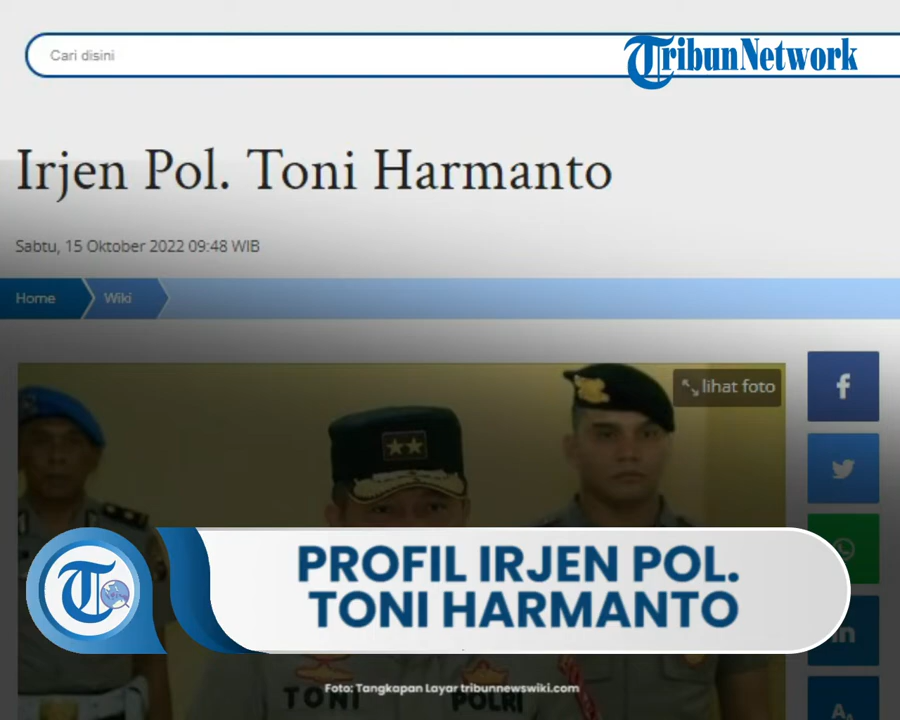 Cari disini
TribunNetwork
Irjen Pol. Toni Harmanto
Sabtu, 15 Oktober 2022 09:48 WIB
Home
Wiki
lihat foto
f
PROFIL IRJEN POL.
TONI HARMANTO
T
in
Foto: Tangkapan Layar tribunnewswiki.com
TONI
POLRI
A